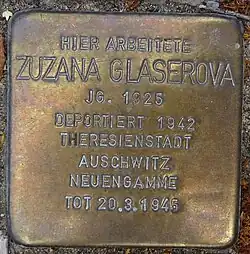 HIER ARBEITETE
ZUZANA GLASEROVA
JG. 1925
DEPORTIERT 1942
THERESIENSTADT
AUSCHWITZ
NEUENGAMME
TOT 20.3.1945